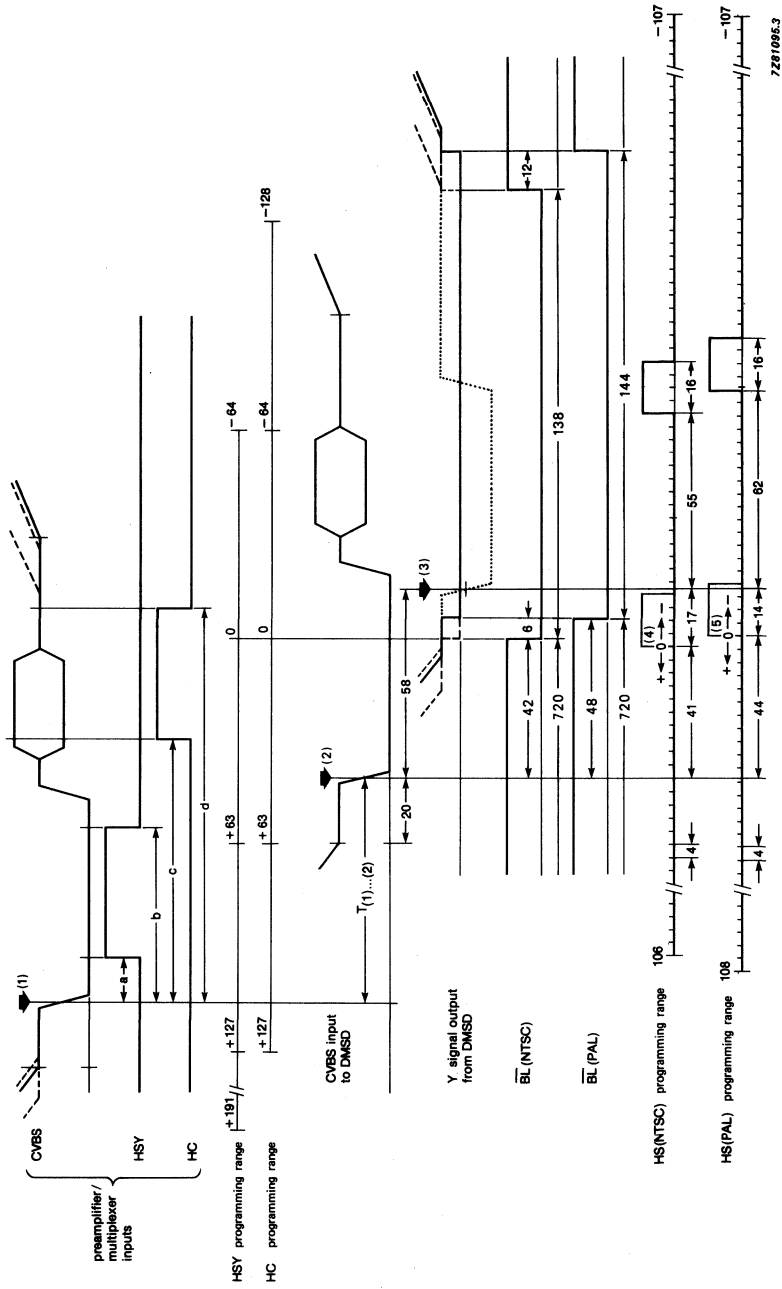 (1)
CVBS
preamplifier/
multiplexer
inputs
HSY
HC
a
b
c
d
+191
+127
+63
0
−64
HSY programming range
+127
+63
0
−64
−128
HC programming range
(2)
CVBS input
to DMSD
T(1)...(2)
20
58
(3)
Y signal output
from DMSD
BL (NTSC)
42
6
12
720
138
BL (PAL)
48
720
144
(4)
+ 0 −
106
−107
HS(NTSC) programming range
4
41
17
55
16
(5)
+ 0 −
108
−107
HS(PAL) programming range
4
44
14
62
16
7Z81095.3